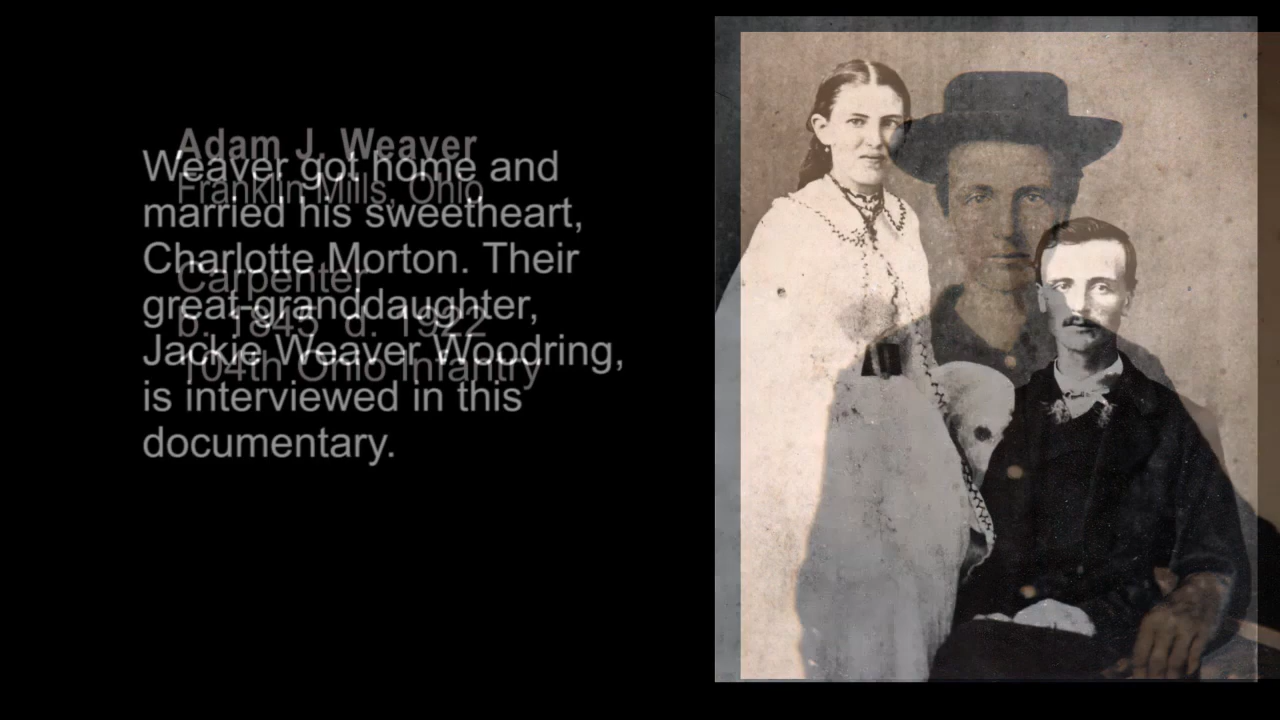 Adam J. Weaver
Franklin Mills, Ohio
Carpenter
b. 1845 d. 1922
104th Ohio Infantry
Weaver got home and
married his sweetheart,
Charlotte Morton. Their
great-granddaughter,
Jackie Weaver Woodring,
is interviewed in this
documentary.